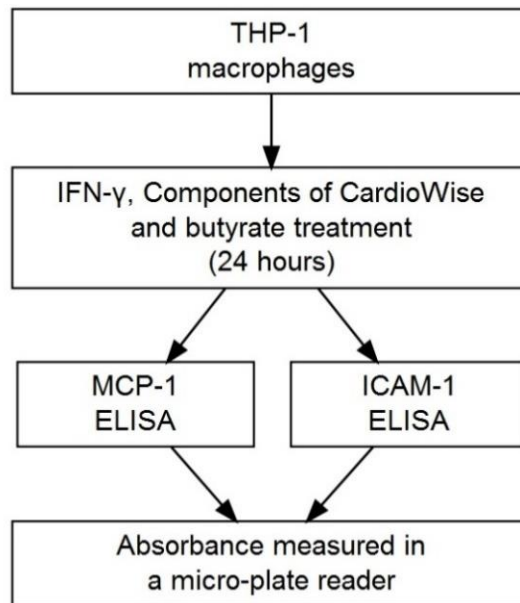 THP-1
macrophages
IFN-γ, Components of CardioWise
and butyrate treatment
(24 hours)
MCP-1
ELISA
ICAM-1
ELISA
Absorbance measured in
a micro-plate reader